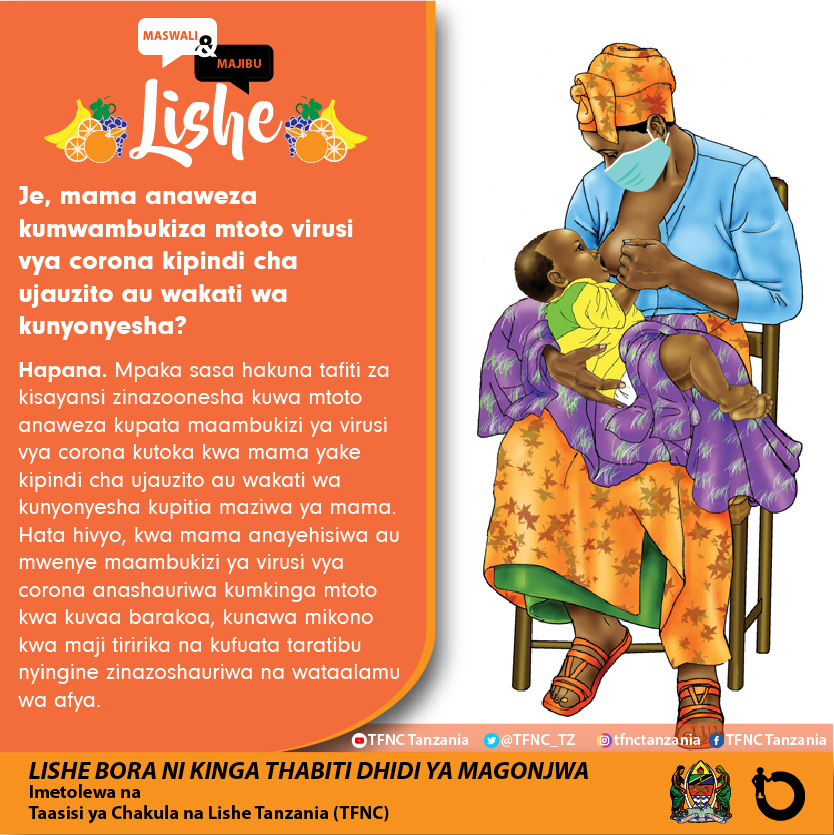 MASWALI
&
MAJIBU
Lishe
Je, mama anaweza
kumwambukiza mtoto virusi
vya corona kipindi cha
ujauzito au wakati wa
kunyonyesha?
Hapana. Mpaka sasa hakuna tafiti za
kisayansi zinazoonesha kuwa mtoto
anaweza kupata maambukizi ya virusi
vya corona kutoka kwa mama yake
kipindi cha ujauzito au wakati wa
kunyonyesha kupitia maziwa ya mama.
Hata hivyo, kwa mama anayehisiwa au
mwenye maambukizi ya virusi vya
corona anashauriwa kumkinga mtoto
kwa kuvaa barakoa, kunawa mikono
kwa maji tiririka na kufuata taratibu
nyingine zinazoshauriwa na wataalamu
wa afya.
TFNC Tanzania @TFNC_TZ tfnctanzania TFNC Tanzania
LISHE BORA NI KINGA THABITI DHIDI YA MAGONJWA
Imetolewa na
Taasisi ya Chakula na Lishe Tanzania (TFNC)